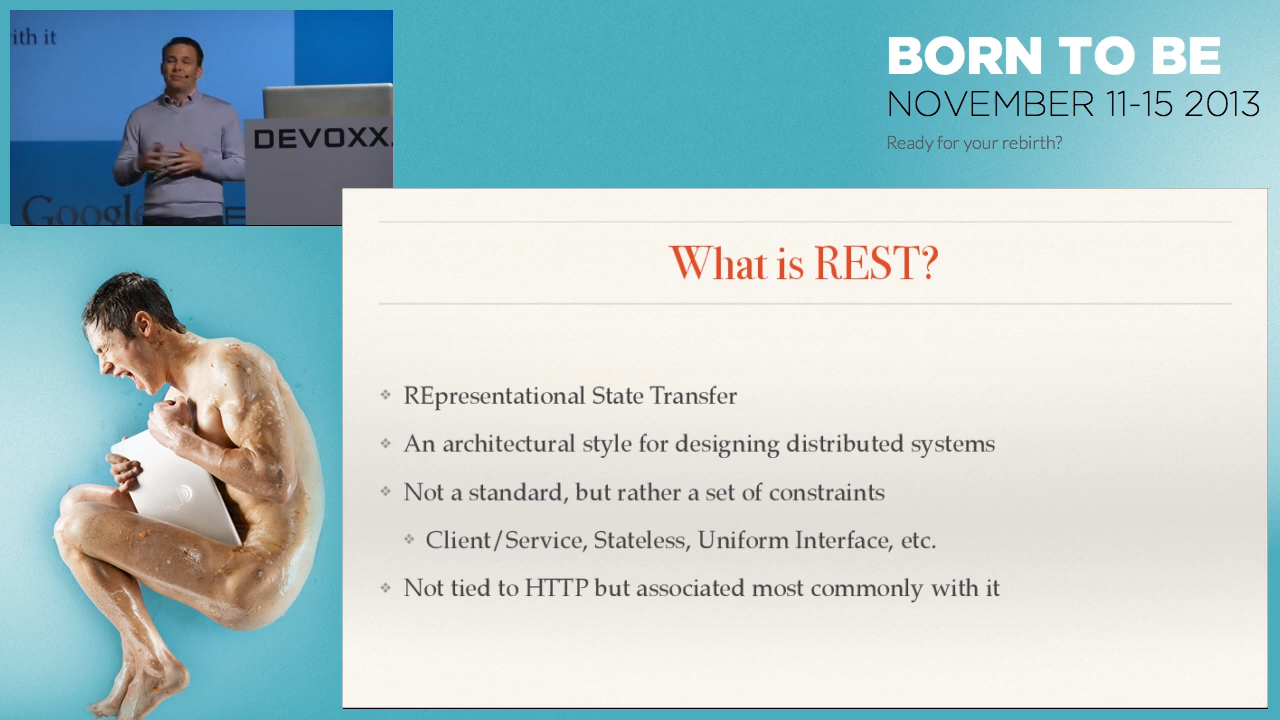 ith it
DEVOXX
Google
BORN TO BE
NOVEMBER 11-15 2013
Ready for your rebirth?
What is REST?
REpresentational State Transfer
An architectural style for designing distributed systems
Not a standard, but rather a set of constraints
Client/Service, Stateless, Uniform Interface, etc.
Not tied to HTTP but associated most commonly with it